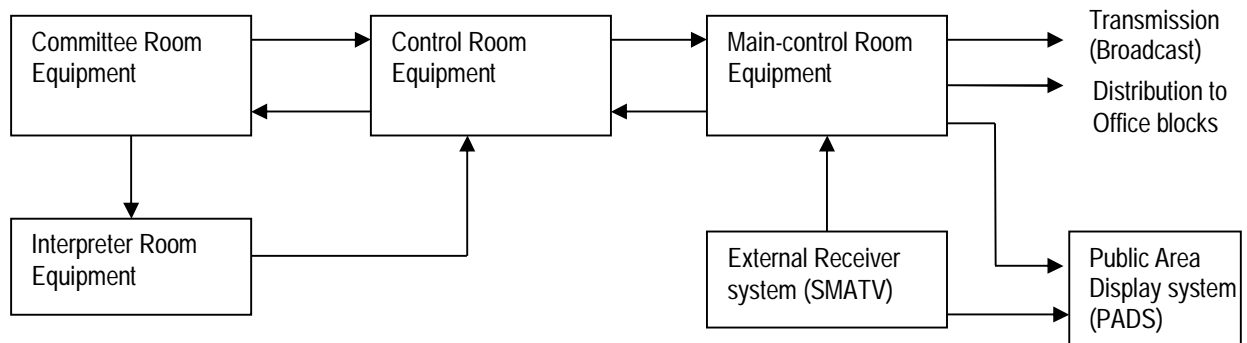 Committee Room
Equipment
Control Room
Equipment
Main-control Room
Equipment
Transmission
(Broadcast)
Distribution to
Office blocks
Interpreter Room
Equipment
External Receiver
system (SMATV)
Public Area
Display system
(PADS)